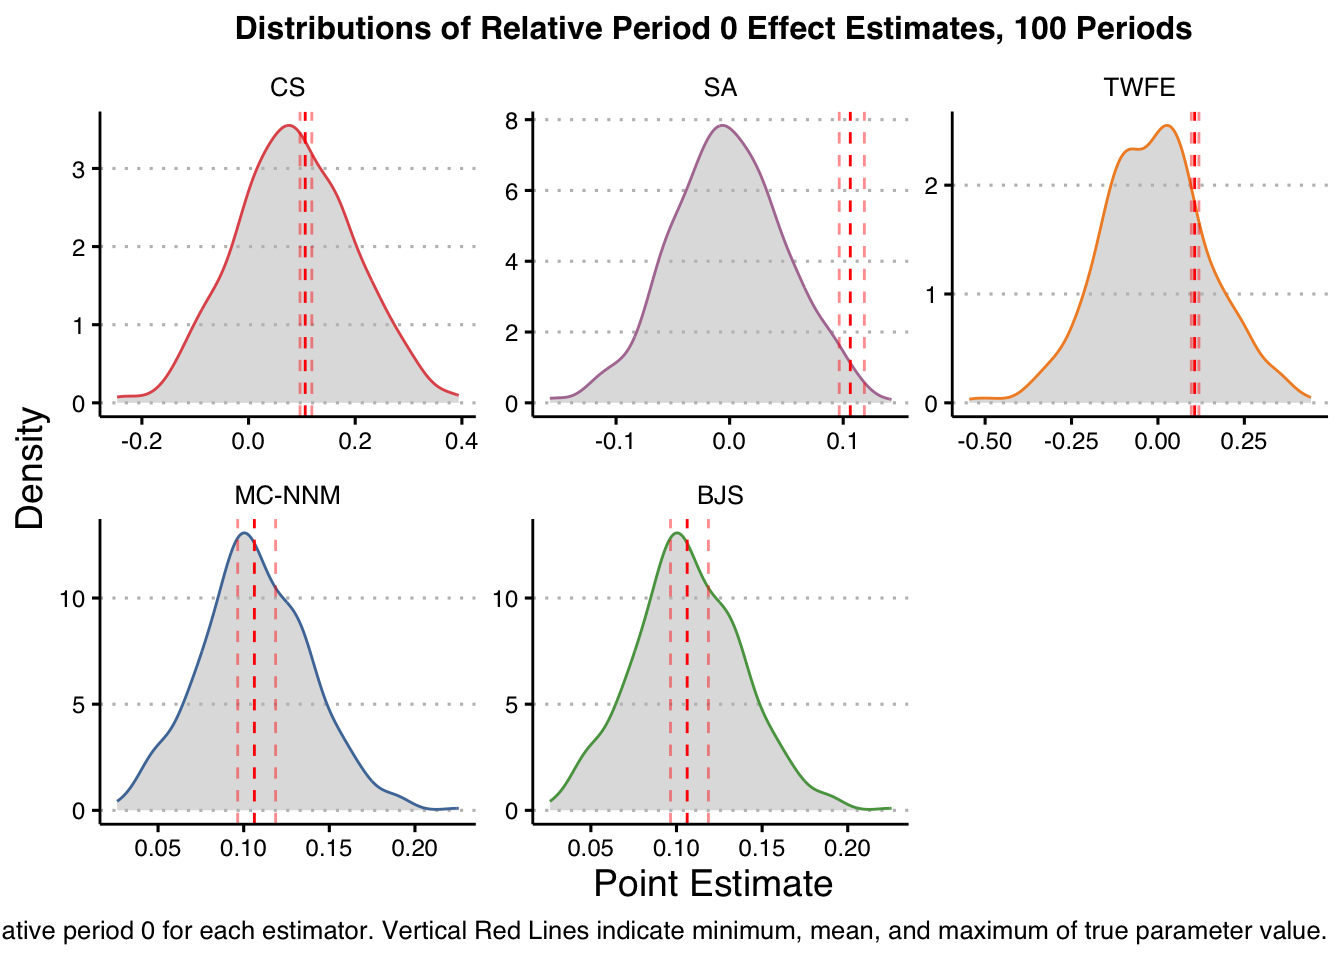 Distributions of Relative Period 0 Effect Estimates, 100 Periods
CS
SA
TWFE
3
2
1
0
-0.2 0.0 0.2 0.4
8
6
4
2
0
-0.1 0.0 0.1
2
1
0
-0.50 -0.25 0.00 0.25
Density
MC-NNM
BJS
10
5
0
0.05 0.10 0.15 0.20
10
5
0
0.05 0.10 0.15 0.20
Point Estimate
ative period 0 for each estimator. Vertical Red Lines indicate minimum, mean, and maximum of true parameter value.